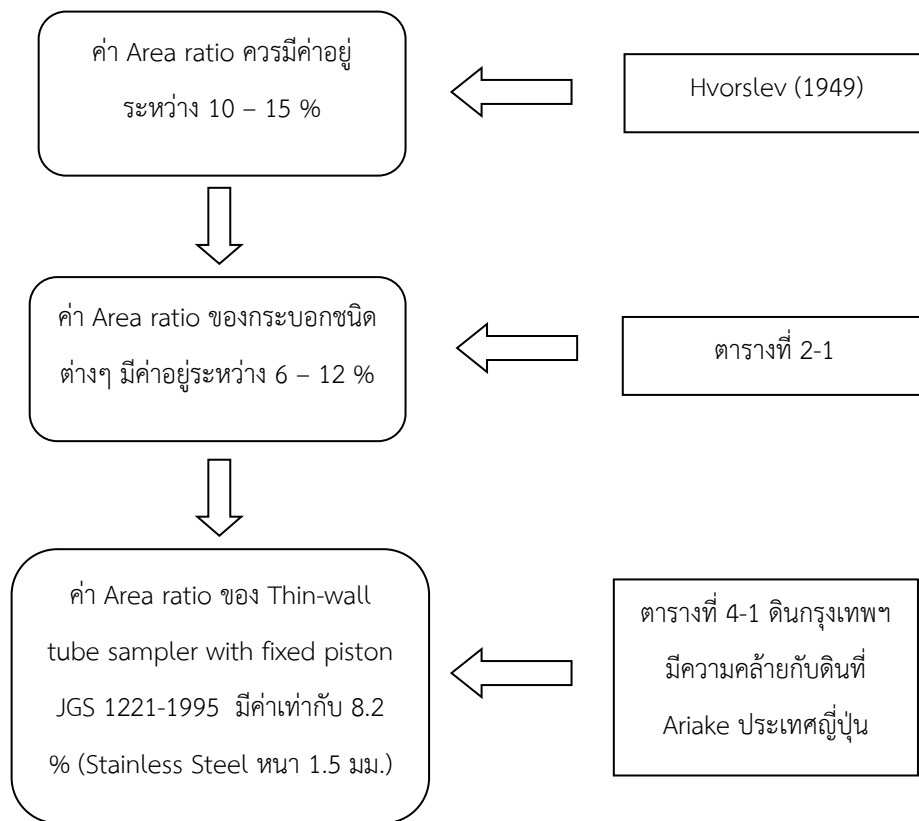 ค่า Area ratio ควรมีค่าอยู่
ระหว่าง 10 – 15 %
Hvorslev (1949)
ค่า Area ratio ของกระบอกชนิด
ต่างๆ มีค่าอยู่ระหว่าง 6 – 12 %
ตารางที่ 2-1
ค่า Area ratio ของ Thin-wall
tube sampler with fixed piston
JGS 1221-1995 มีค่าเท่ากับ 8.2
% (Stainless Steel หนา 1.5 มม.)
ตารางที่ 4-1 ดินกรุงเทพฯ
มีความคล้ายกับดินที่
Ariake ประเทศญี่ปุ่น